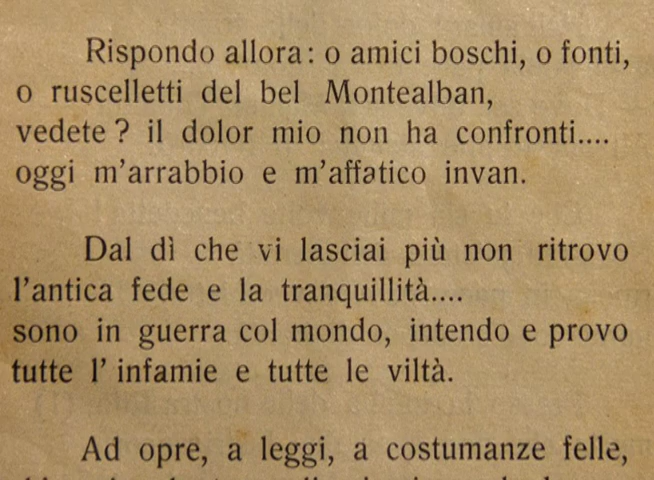 Rispondo allora: o amici boschi, o fonti,
o ruscelletti del bel Montealban,
vedete? il dolor mio non ha confronti....
oggi m'arrabbio e m'affatico invan.
Dal dì che vi lasciai più non ritrovo
l'antica fede e la tranquillità....
sono in guerra col mondo, intendo e provo
tutte l' infamie e tutte le viltà.
Ad opre, a leggi, a costumanze felle,